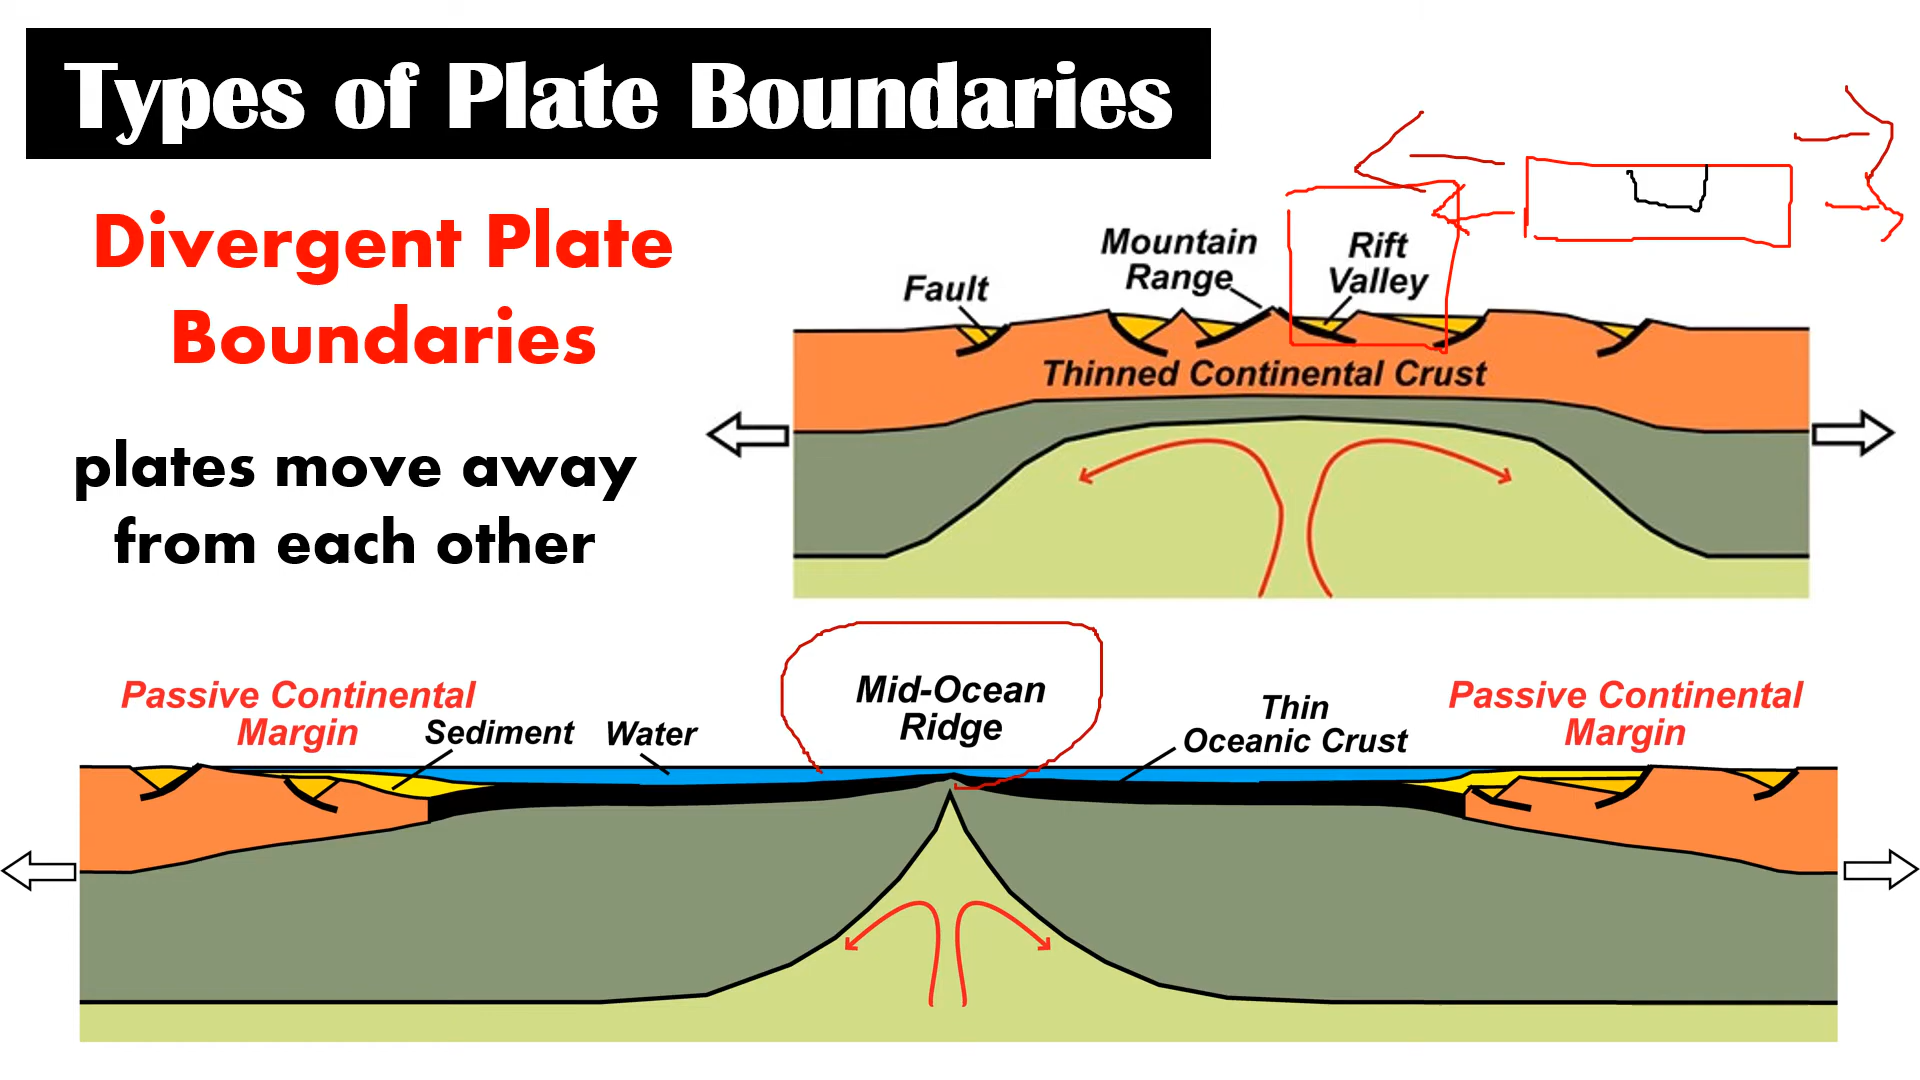 Types of Plate Boundaries
Divergent Plate
Boundaries
plates move away
from each other
Fault
Mountain
Range
Rift
Valley
Thinned Continental Crust
Passive Continental
Margin
Sediment
Water
Mid-Ocean
Ridge
Thin
Oceanic Crust
Passive Continental
Margin